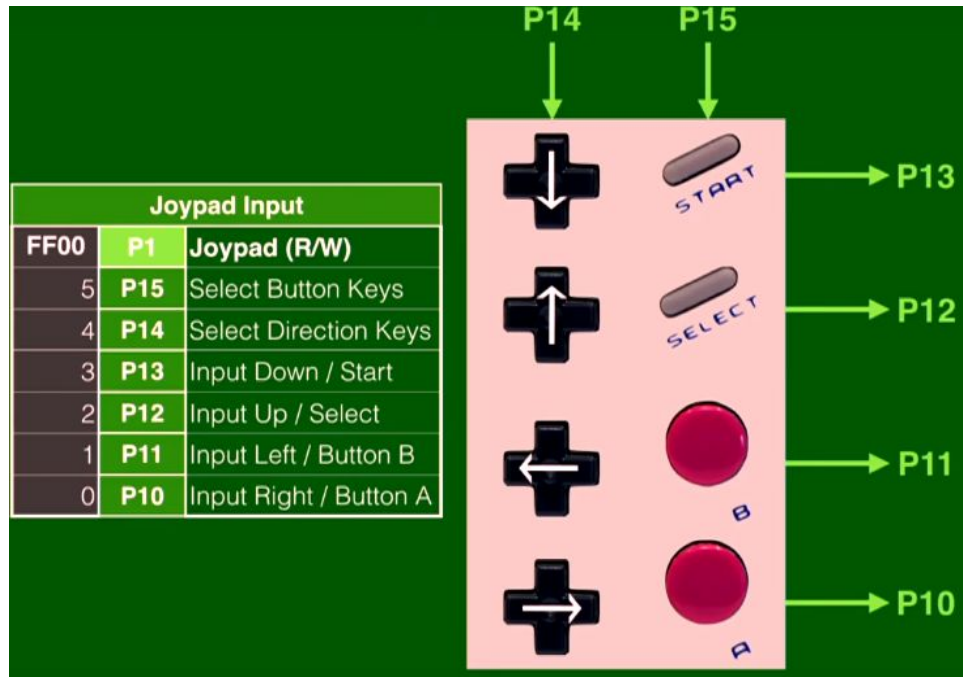 P14 P15
Joypad Input
FF00 P1 Joypad (R/W)
5 P15 Select Button Keys
4 P14 Select Direction Keys
3 P13 Input Down / Start
2 P12 Input Up / Select
1 P11 Input Left / Button B
0 P10 Input Right / Button A
START
P13
SELECT
P12
B
P11
A
P10